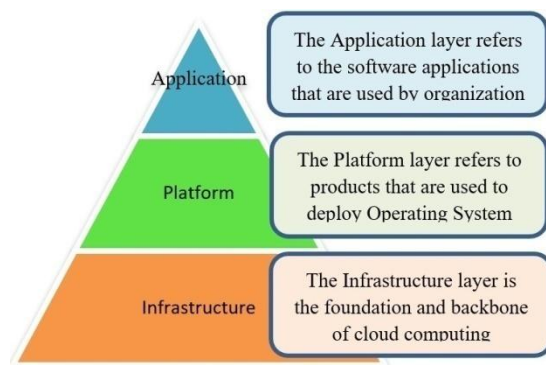 Application
The Application layer refers
to the software applications
that are used by organization
Platform
The Platform layer refers to
products that are used to
deploy Operating System
Infrastructure
The Infrastructure layer is
the foundation and backbone
of cloud computing